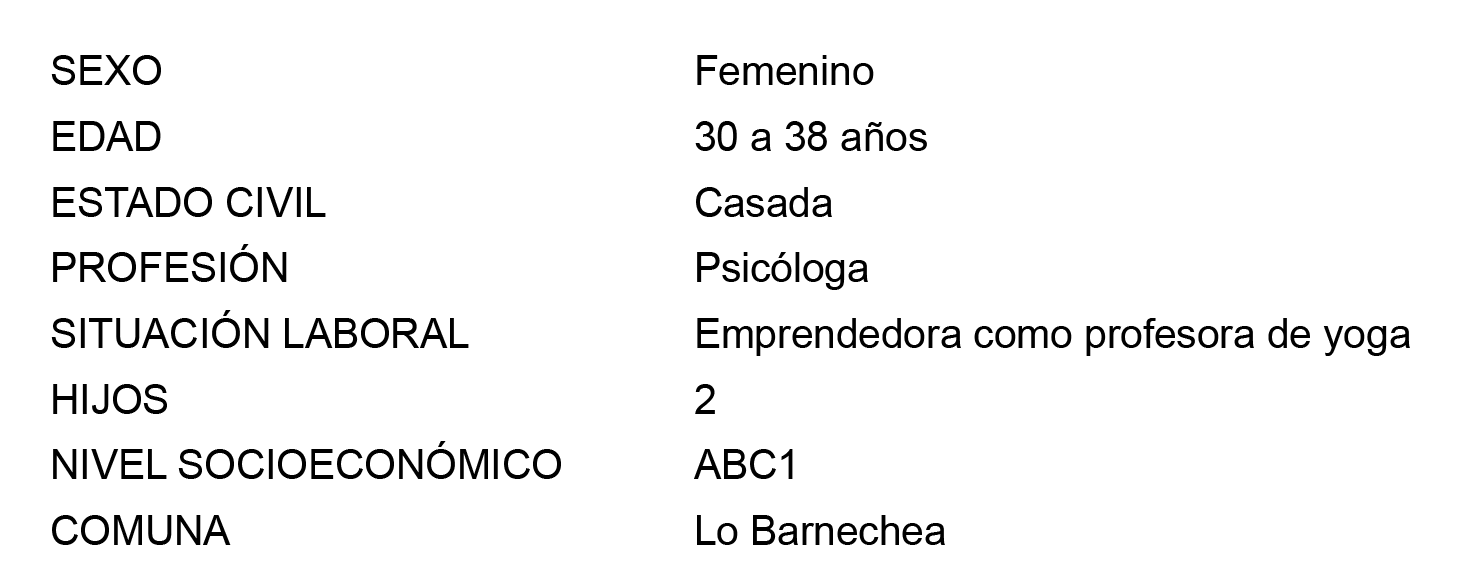 SEXO Femenino
EDAD 30 a 38 años
ESTADO CIVIL Casada
PROFESIÓN Psicóloga
SITUACIÓN LABORAL Emprendedora como profesora de yoga
HIJOS 2
NIVEL SOCIOECONÓMICO ABC1
COMUNA Lo Barnechea